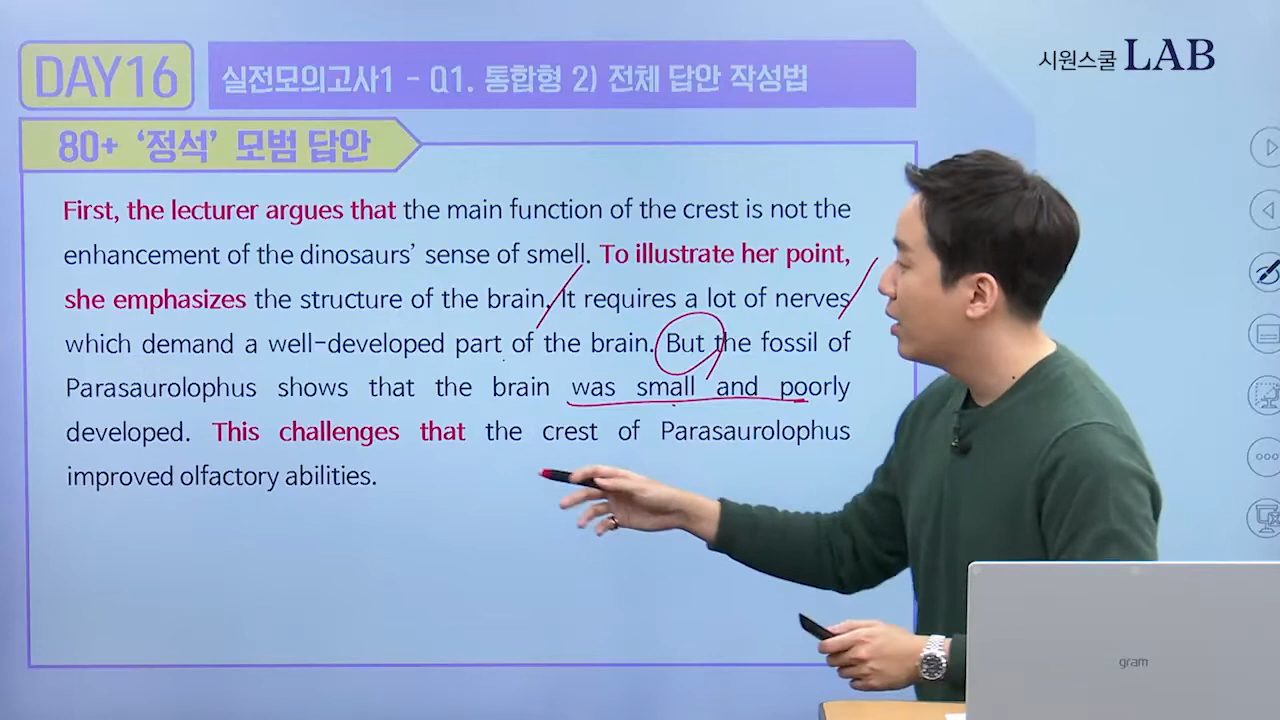 시원스쿨 LAB
DAY16
실전모의고사1 - Q1. 통합형 2) 전체 답안 작성법
80+ ‘정석’ 모범 답안
First, the lecturer argues that the main function of the crest is not the
enhancement of the dinosaurs’ sense of smell. To illustrate her point,
she emphasizes the structure of the brain. It requires a lot of nerves
which demand a well-developed part of the brain. But the fossil of
Parasaurolophus shows that the brain was small and poorly
developed. This challenges that the crest of Parasaurolophus
improved olfactory abilities.
gram